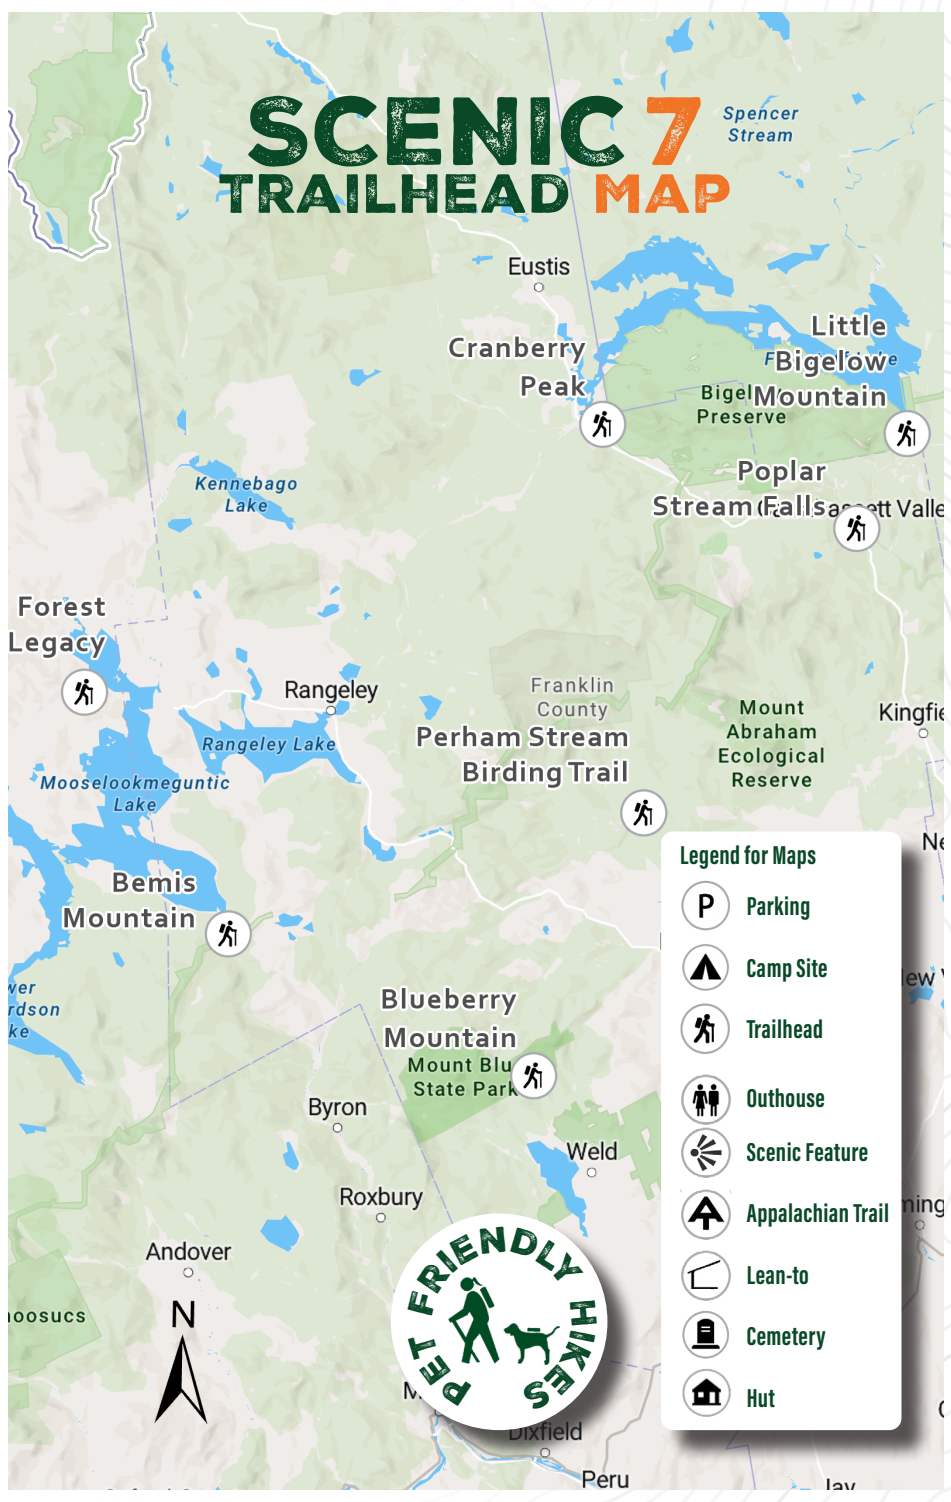 SCENIC 7
TRAILHEAD MAP
Spencer
Stream
Eustis
Cranberry
Peak
Little
Bigelow
Mountain
Preserve
Poplar
Stream Falls
Kennebago
Lake
Forest
Legacy
Rangeley
Rangeley Lake
Mooselookmeguntic
Lake
Franklin
County
Perham Stream
Birding Trail
Mount
Abraham
Ecological
Reserve
Kingfie
Bemis
Mountain
Blueberry
Mountain
Mount Blu
State Park
Byron
Weld
Roxbury
Andover
noosucs
N
PET FRIENDLY HIKES
Dixfield
Peru
Legend for Maps
P Parking
Camp Site
Trailhead
Outhouse
Scenic Feature
Appalachian Trail
Lean-to
Cemetery
Hut